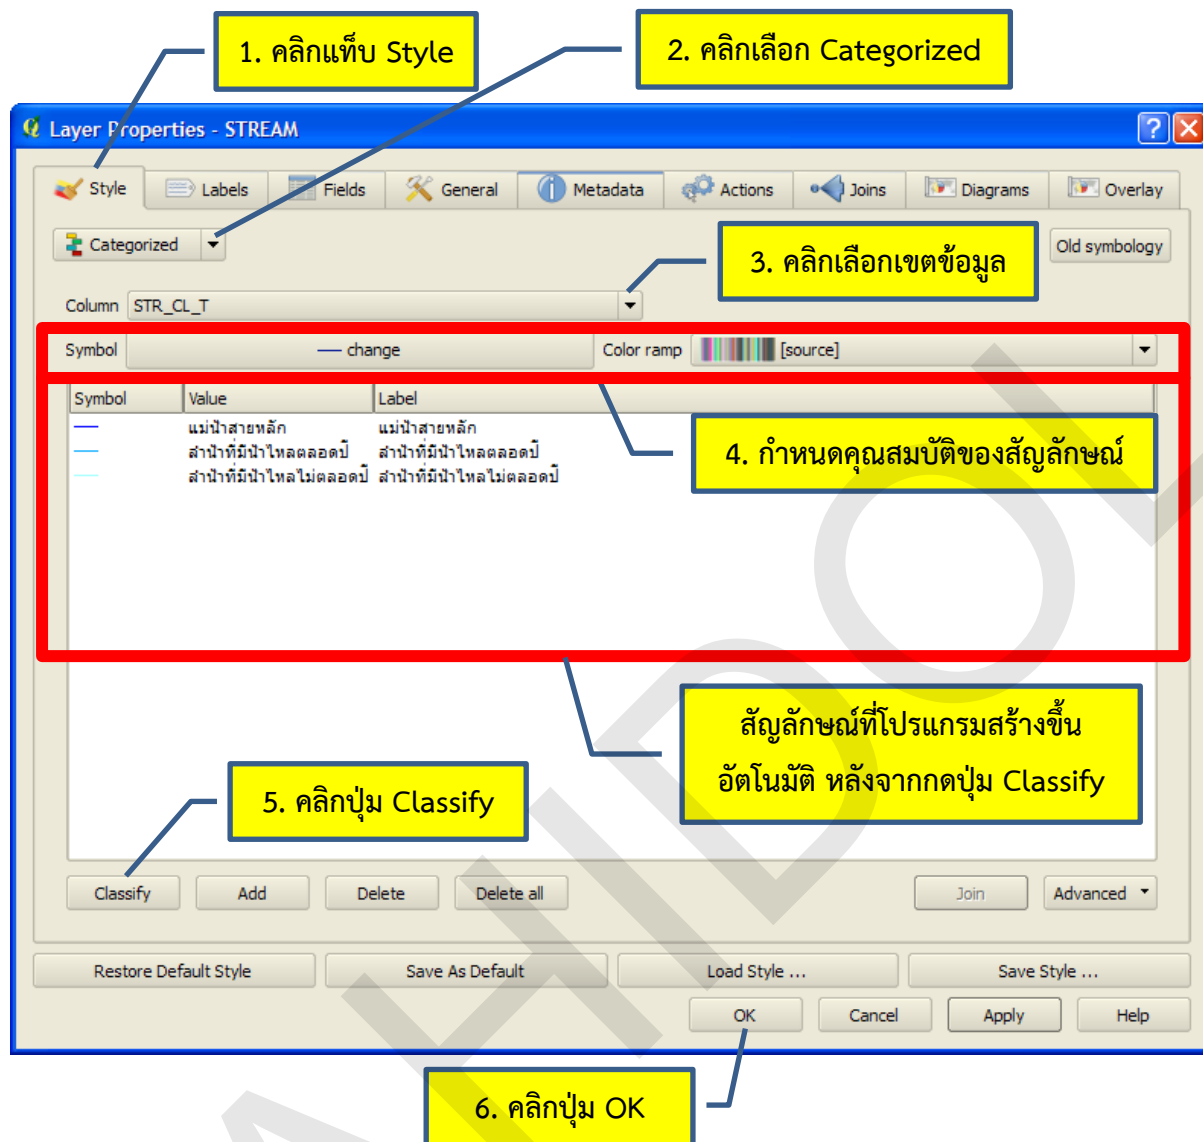 1. คลิกแท็บ Style
2. คลิกเลือก Categorized
Layer Properties - STREAM
Style
Labels
Fields
General
Metadata
Actions
Joins
Diagrams
Overlay
Categorized
Old symbology
3. คลิกเลือกเขตข้อมูล
Column STR_CL_T
Symbol
change
Color ramp
[source]
Symbol Value Label
แม่น้ำสายหลัก แม่น้ำสายหลัก
ลำน้ำที่มีน้ำไหลตลอดปี ลำน้ำที่มีน้ำไหลตลอดปี
ลำน้ำที่มีน้ำไหลไม่ตลอดปี ลำน้ำที่มีน้ำไหลไม่ตลอดปี
4. กำหนดคุณสมบัติของสัญลักษณ์
สัญลักษณ์ที่โปรแกรมสร้างขึ้น
อัตโนมัติ หลังจากกดปุ่ม Classify
5. คลิกปุ่ม Classify
Classify
Add
Delete
Delete all
Join
Advanced
Restore Default Style
Save As Default
Load Style ...
Save Style ...
OK
Cancel
Apply
Help
6. คลิกปุ่ม OK